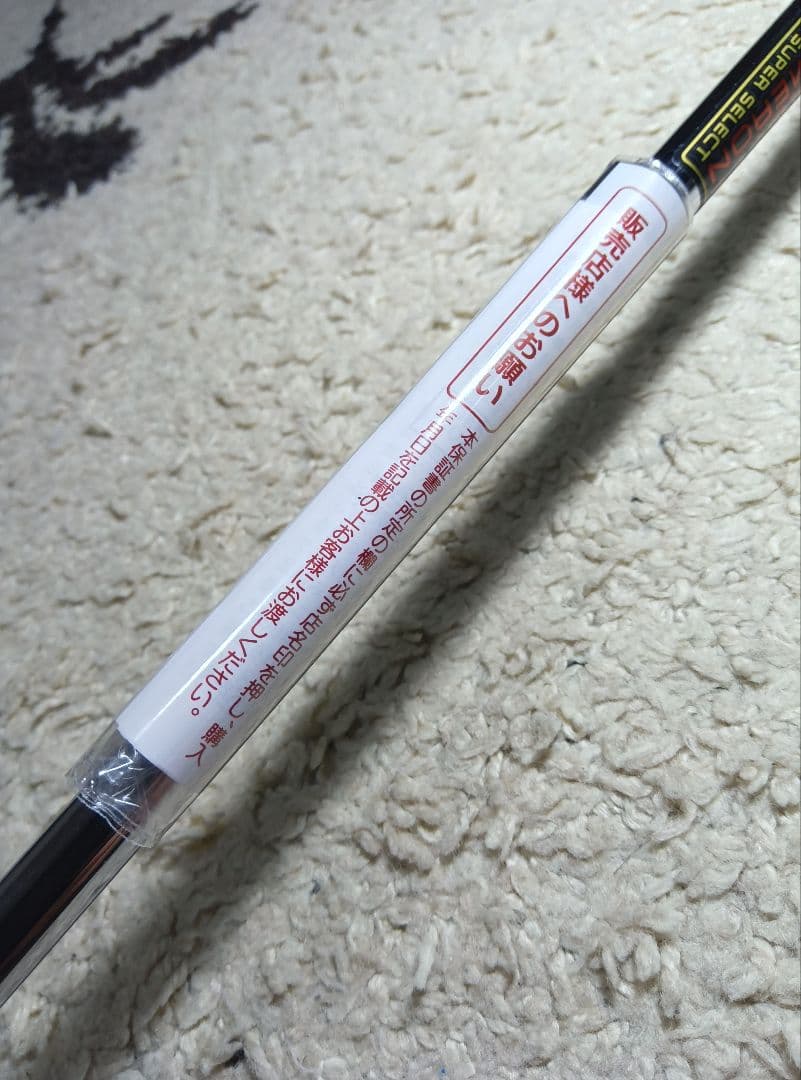 SUPER SELECT
販売店様へのお願い
本保証書の所定の欄に必ず店名印を押し、購入
年月日を記載の上お客様にお渡しください。